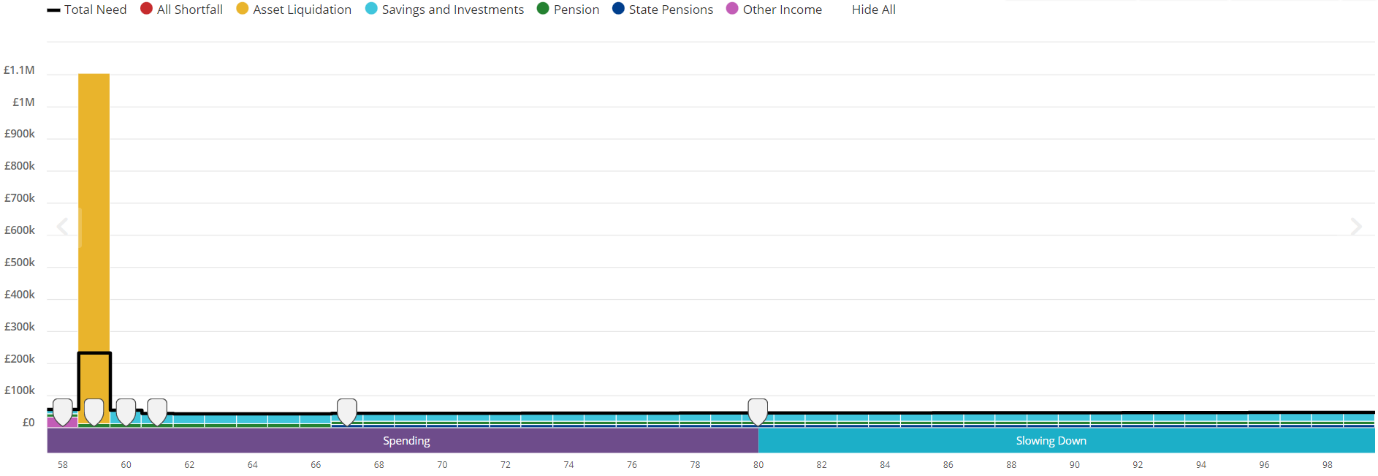 Total Need All Shortfall Asset Liquidation Savings and Investments Pension State Pensions Other Income Hide All
£1.1M
£1M
£900k
£800k
£700k
£600k
£500k
£400k
£300k
£200k
£100k
£0
Spending Slowing Down
58 60 62 64 66 68 70 72 74 76 78 80 82 84 86 88 90 92 94 96 98